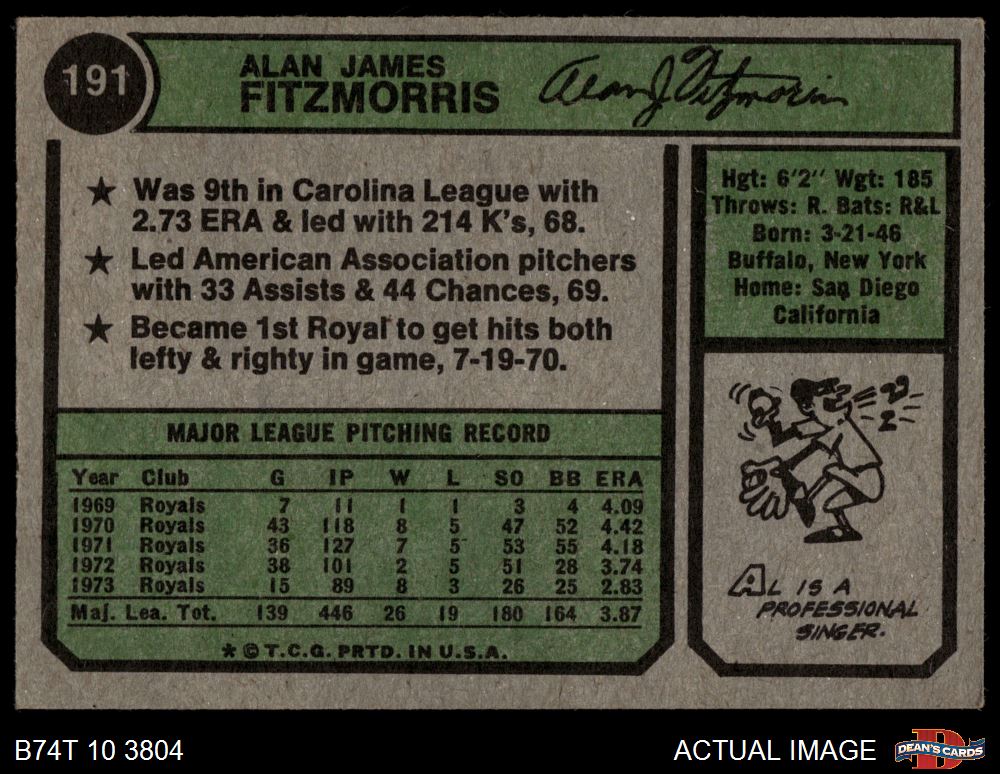 191
ALAN JAMES
FITZMORRIS
Alan J. Fitzmorris
★ Was 9th in Carolina League with
2.73 ERA & led with 214 K's, 68.
★ Led American Association pitchers
with 33 Assists & 44 Chances, 69.
★ Became 1st Royal to get hits both
lefty & righty in game, 7-19-70.
Hgt: 6'2" Wgt: 185
Throws: R. Bats: R&L
Born: 3-21-46
Buffalo, New York
Home: San Diego
California
MAJOR LEAGUE PITCHING RECORD
Year Club G IP W L SO BB ERA
1969 Royals 7 11 1 1 3 4 4.09
1970 Royals 43 118 8 5 47 52 4.42
1971 Royals 36 127 7 5 53 55 4.18
1972 Royals 38 101 2 5 51 28 3.74
1973 Royals 15 89 8 3 26 25 2.83
Maj. Lea. Tot. 139 446 26 19 180 164 3.87
* © T.C.G. PRTD. IN U.S.A.
AL IS A
PROFESSIONAL
SINGER.
B74T 10 3804
ACTUAL IMAGE
DEAN'S CARDS